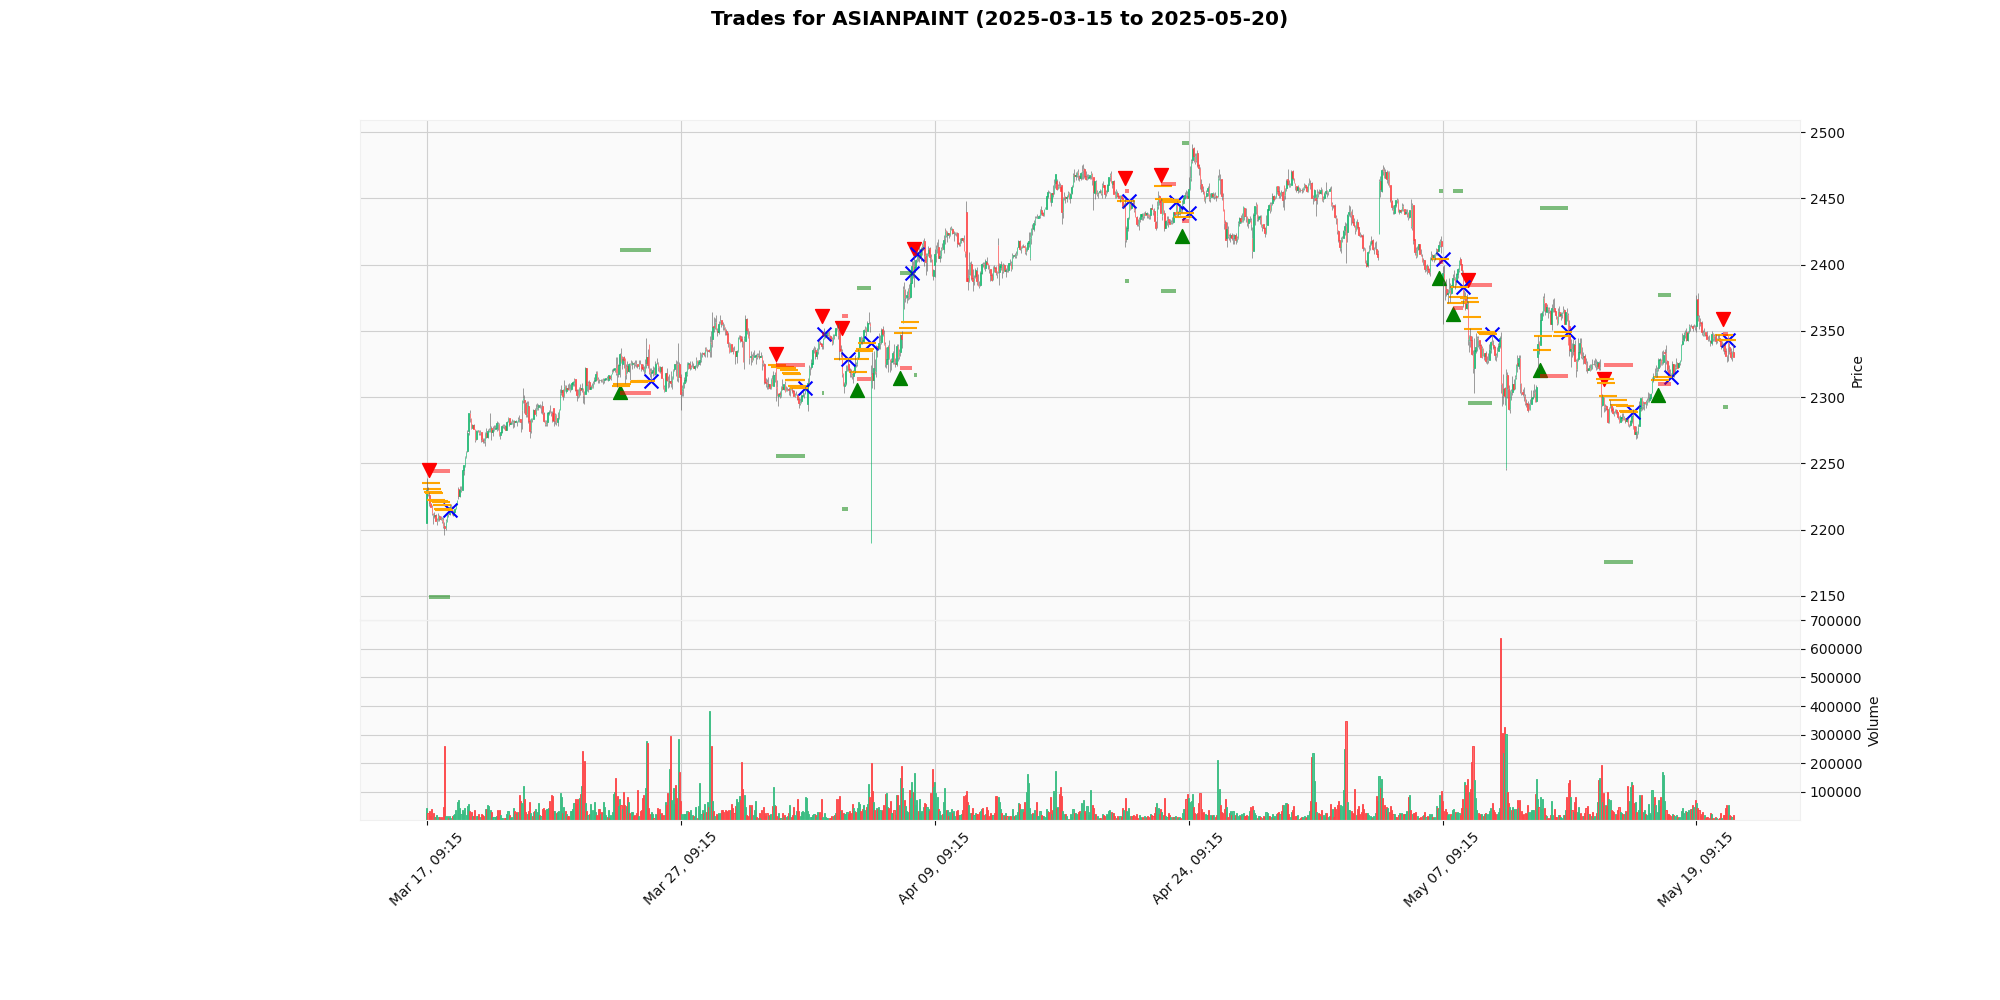 Trades for ASIANPAINT (2025-03-15 to 2025-05-20)
2500
2450
2400
2350
2300
2250
2200
2150
Price
700000
600000
500000
400000
300000
200000
100000
Volume
Mar 17, 09:15
Mar 27, 09:15
Apr 09, 09:15
Apr 24, 09:15
May 07, 09:15
May 19, 09:15